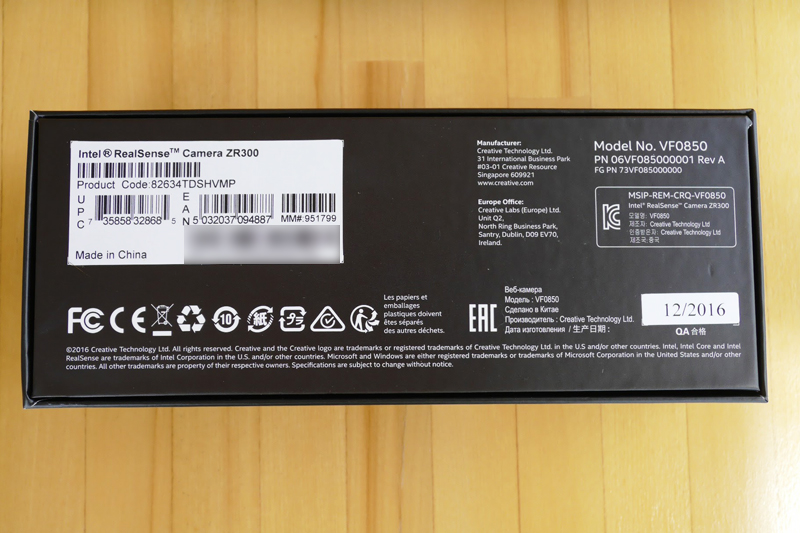 Intel® RealSense™ Camera ZR300
Product Code:82634TDSHVMP
UPC
7 35858 32868 5
EAN
5 032037 094887
MM#:951799
Made in China
Manufacturer:
Creative Technology Ltd.
31 International Business Park
#03-01 Creative Resource
Singapore 609921
www.creative.com
Europe Office:
Creative Labs (Europe) Ltd.
Unit Q2,
North Ring Business Park,
Santry, Dublin, D09 EV70,
Ireland.
Model No. VF0850
PN 06VF085000001 Rev A
FG PN 73VF085000000
MSIP-REM-CRQ-VF0850
Intel® RealSense™ Camera ZR300
모델명: VF0850
제조자: Creative Technology Ltd
인증받은자: Creative Technology Ltd
제조국: 중국
FC CE
10
紙
Les papiers et
emballages
plastiques doivent
être séparés
des autres déchets.
EAC
Веб-камера
Модель : VF0850
Сделано в Китае
Производитель : Creative Technology Ltd.
Дата изготовления / 生产日期 :
12/2016
QA 合格
©2016 Creative Technology Ltd. All rights reserved. Creative and the Creative logo are trademarks or registered trademarks of Creative Technology Ltd. in the U.S and/or other countries. Intel, Intel Core and Intel
RealSense are trademarks of Intel Corporation in the U.S. and/or other countries. Microsoft and Windows are either registered trademarks or trademarks of Microsoft Corporation in the United States and/or other
countries. All other trademarks are property of their respective owners. Specifications are subject to change without notice.